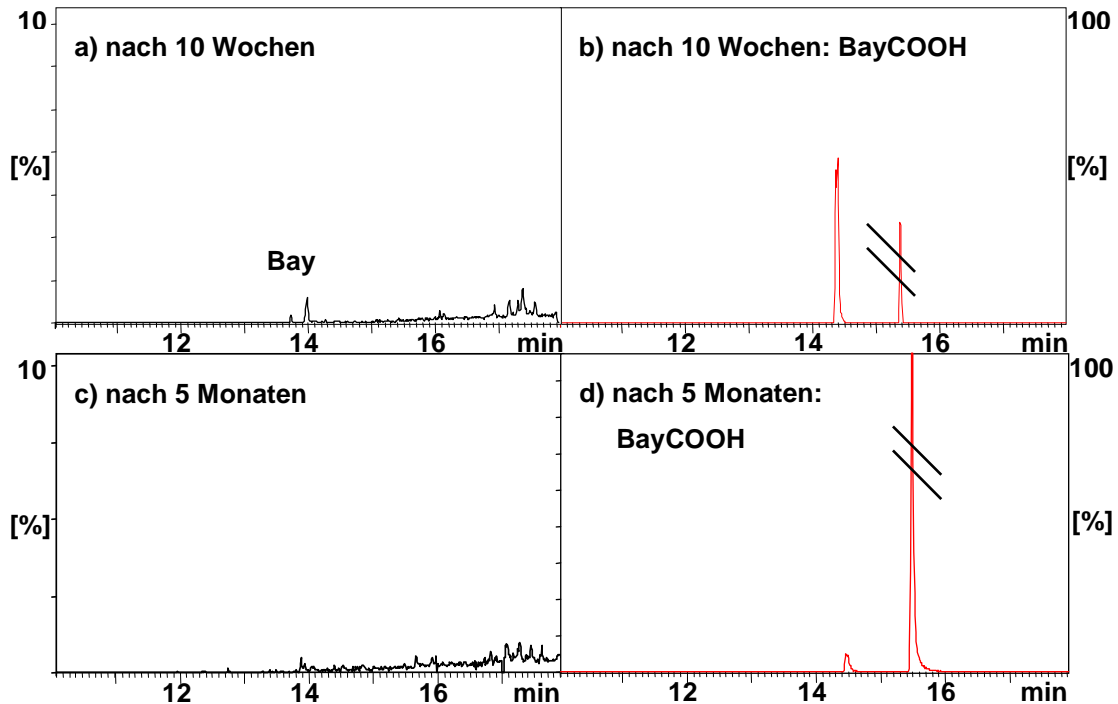 10
a) nach 10 Wochen
b) nach 10 Wochen: BayCOOH
100
[%]
[%]
Bay
12 14 16 min
12 14 16 min
10
c) nach 5 Monaten
d) nach 5 Monaten:
BayCOOH
100
[%]
[%]
12 14 16 min
12 14 16 min